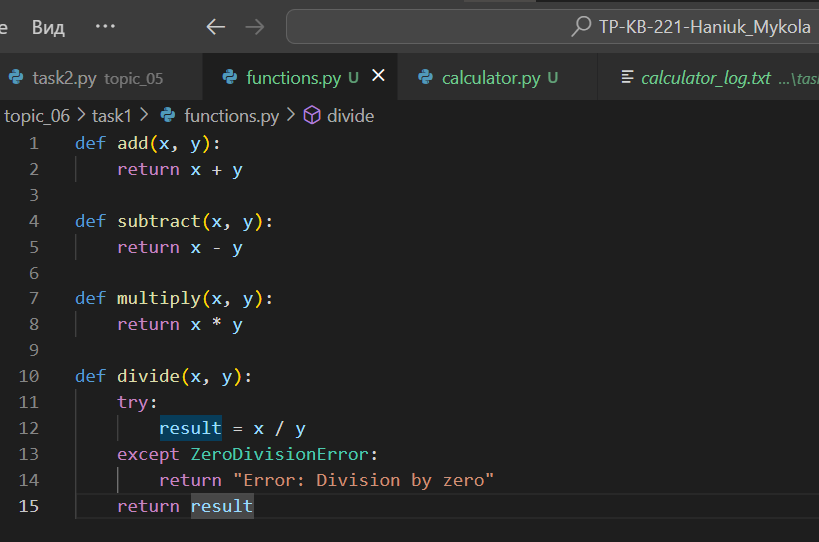 е Вид ··· TP-KB-221-Haniuk_Mykola
task2.py topic_05 functions.py U calculator.py U calculator_log.txt ...\tas
topic_06 > task1 > functions.py > divide
1 def add(x, y):
2     return x + y
3
4 def subtract(x, y):
5     return x - y
6
7 def multiply(x, y):
8     return x * y
9
10 def divide(x, y):
11     try:
12         result = x / y
13     except ZeroDivisionError:
14         return "Error: Division by zero"
15     return result